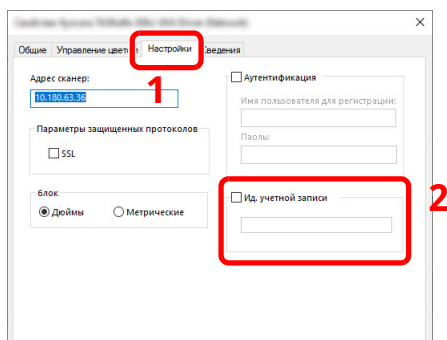 Общие Управление цвет Настройки Сведения
1
Адрес сканер:
10.180.63.36
Параметры защищенных протоколов
SSL
блок
Дюймы Метрические
Аутентификация
Имя пользователя для регистрации:
Паолы:
Ид. учетной записи
2